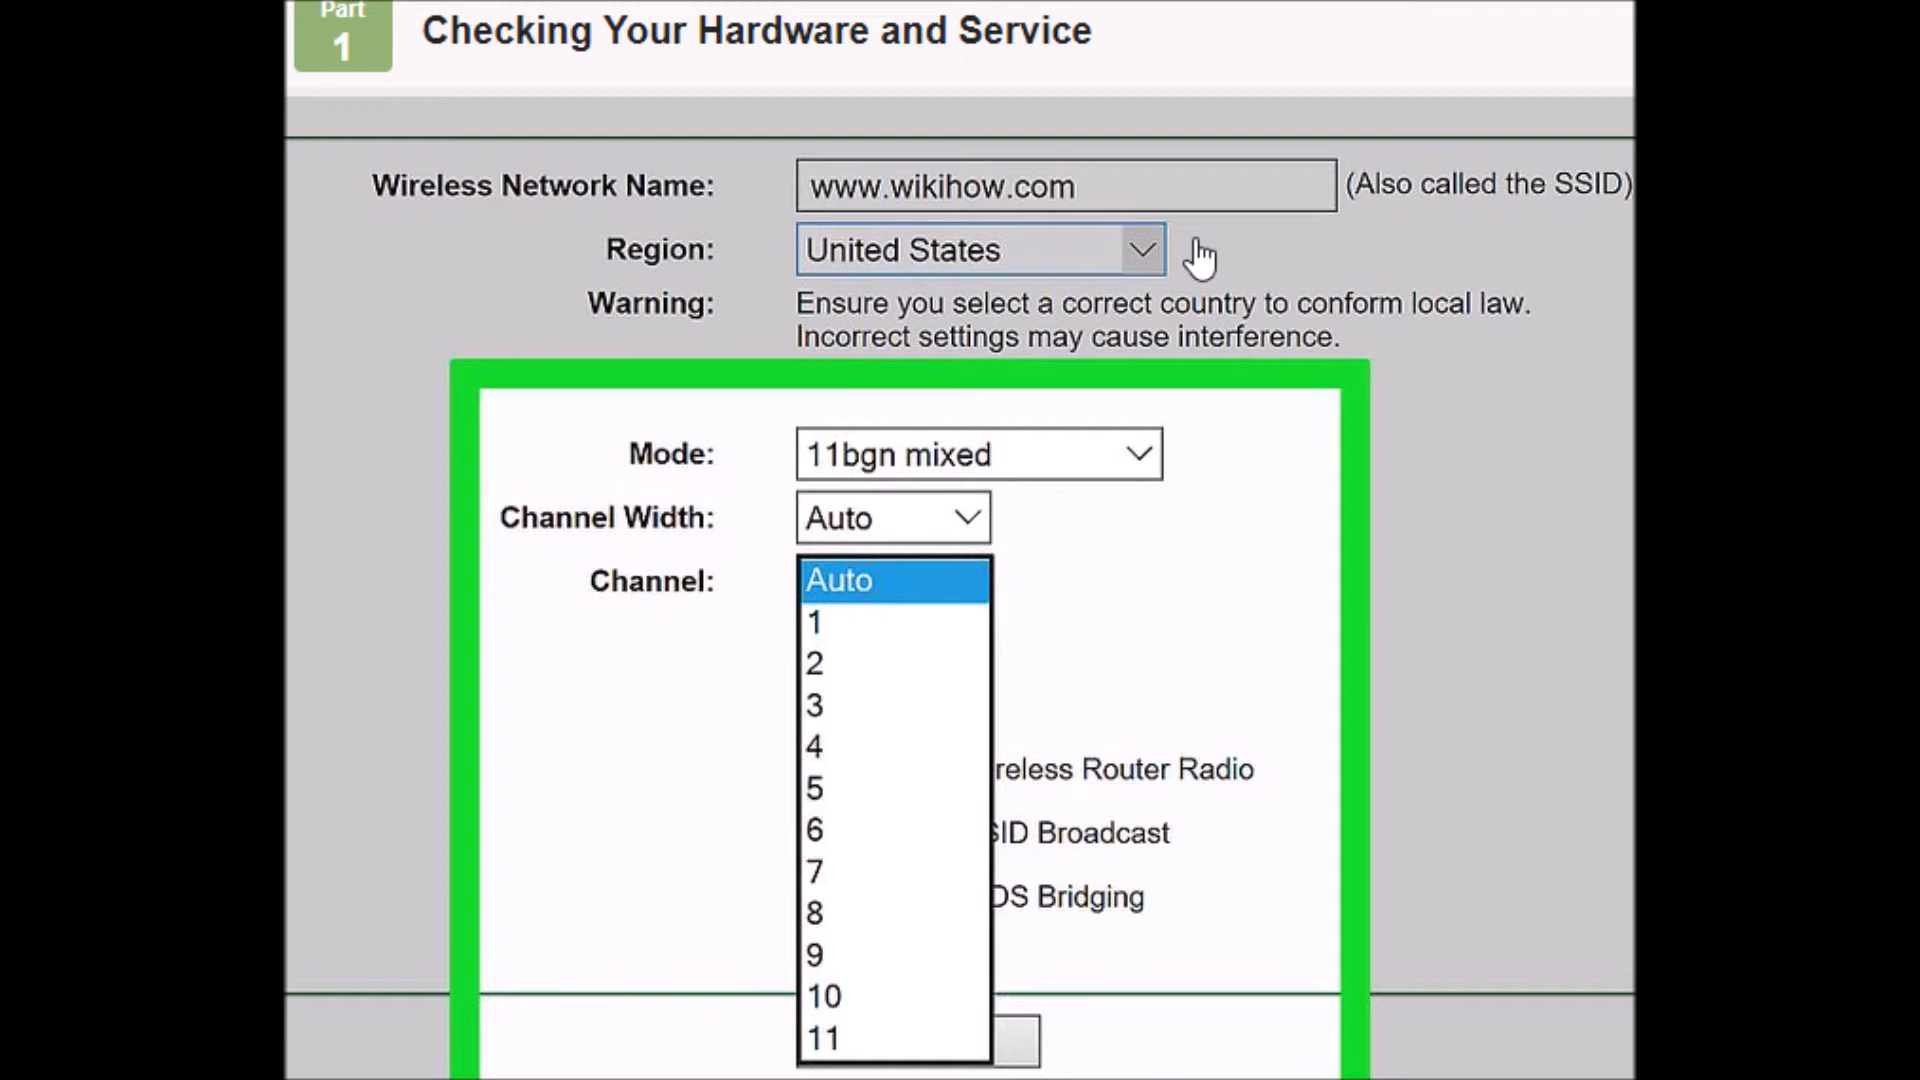 Part
1
Checking Your Hardware and Service
Wireless Network Name: www.wikihow.com (Also called the SSID)
Region: United States
Warning: Ensure you select a correct country to conform local law.
Incorrect settings may cause interference.
Mode: 11bgn mixed
Channel Width: Auto
Channel: Auto
1
2
3
4
5
6
7
reless Router Radio
SID Broadcast
DS Bridging
8
9
10
11